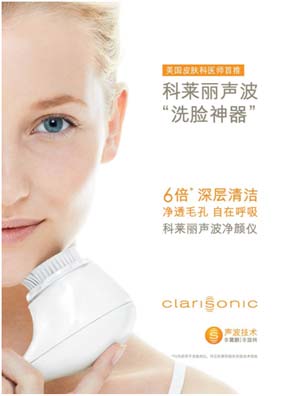 美国皮肤科医师首推
科莱丽声波
“洗脸神器”
6倍* 深层清洁
净透毛孔 自在呼吸
科莱丽声波净颜仪
clarisonic
声波技术